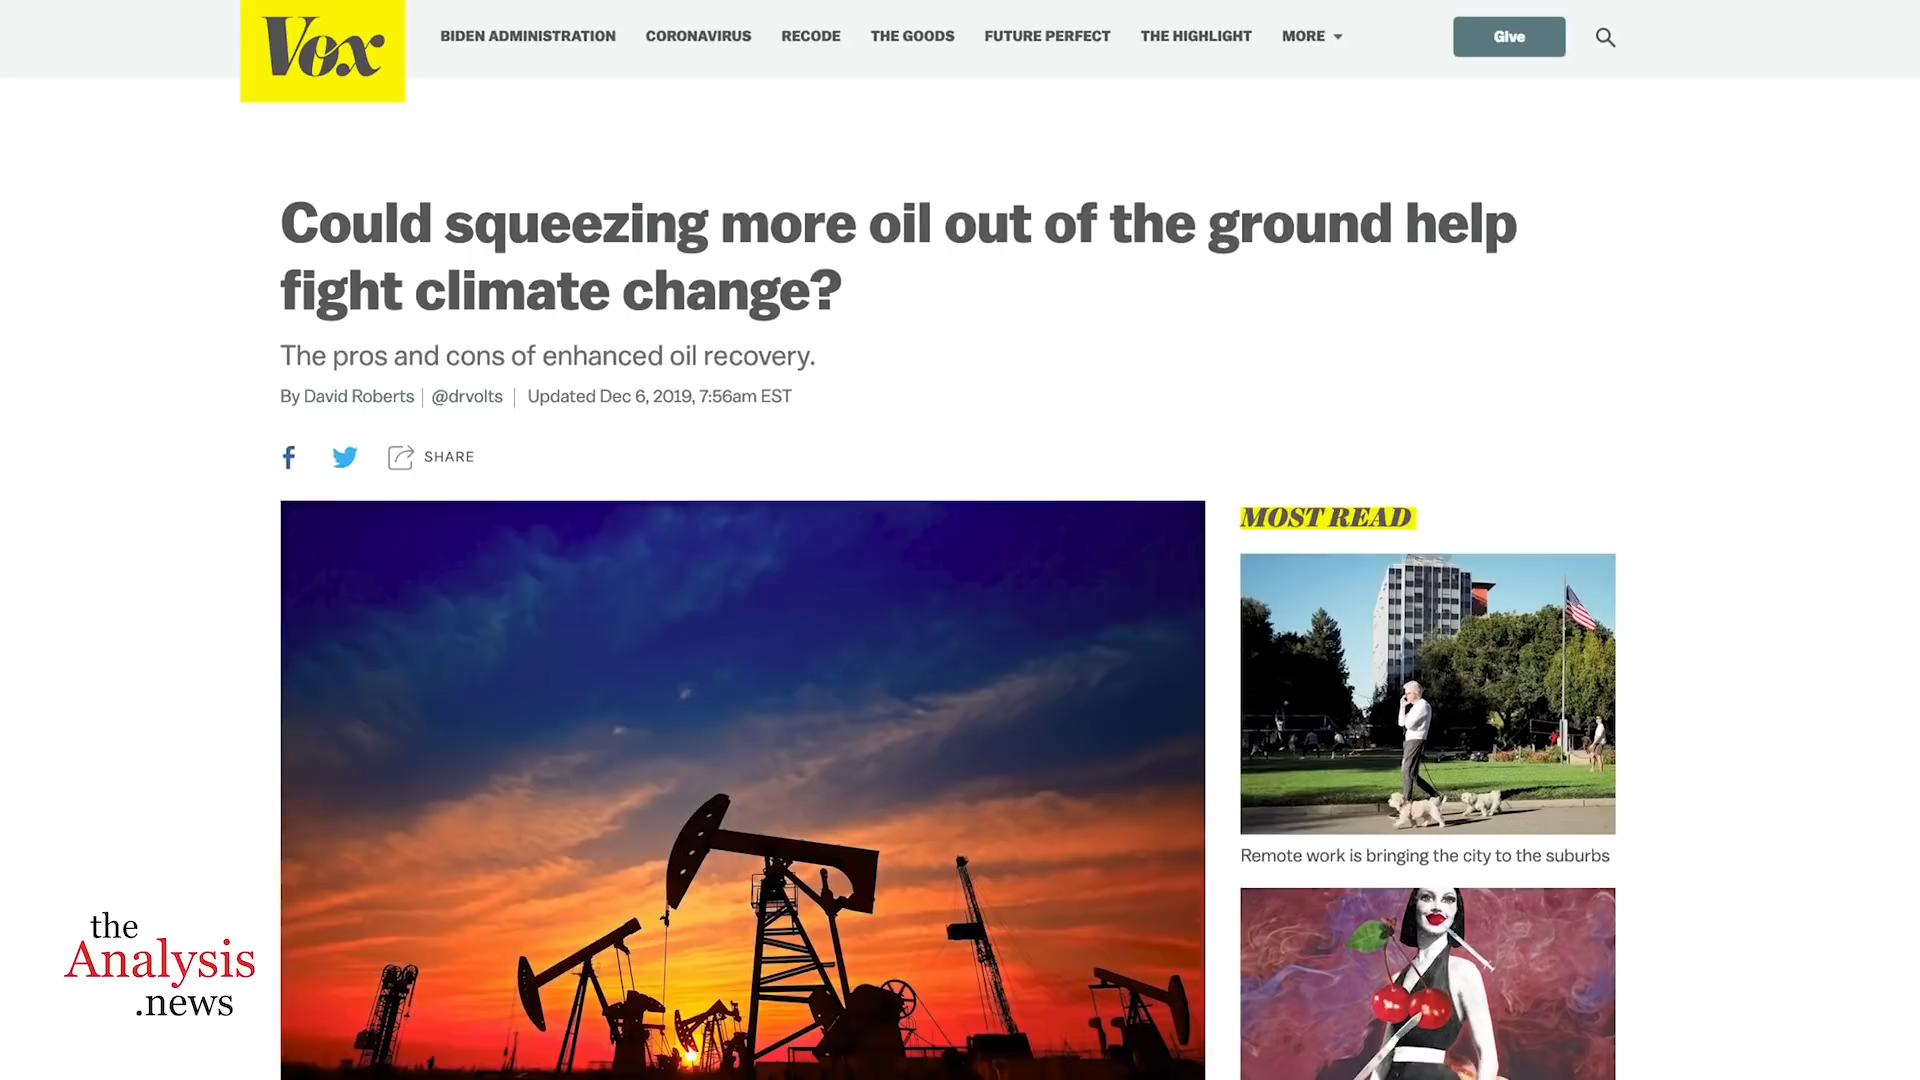 Vox
BIDEN ADMINISTRATION CORONAVIRUS RECODE THE GOODS FUTURE PERFECT THE HIGHLIGHT MORE Give
Could squeezing more oil out of the ground help
fight climate change?
The pros and cons of enhanced oil recovery.
By David Roberts | @drvolts | Updated Dec 6, 2019, 7:56am EST
f SHARE
MOST READ
Remote work is bringing the city to the suburbs
the
Analysis
.news